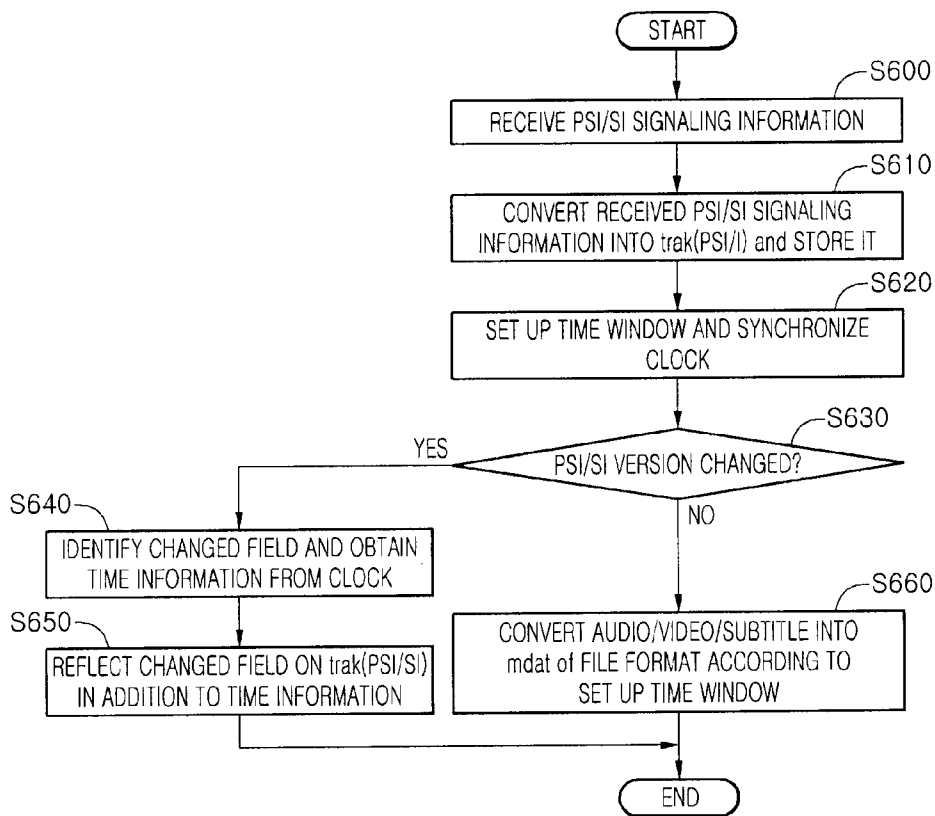 START
S600
RECEIVE PSI/SI SIGNALING INFORMATION
S610
CONVERT RECEIVED PSI/SI SIGNALING
INFORMATION INTO trak(PSI/I) and STORE IT
S620
SET UP TIME WINDOW AND SYNCHRONIZE
CLOCK
S630
PSI/SI VERSION CHANGED?
YES
NO
S640
IDENTIFY CHANGED FIELD AND OBTAIN
TIME INFORMATION FROM CLOCK
S650
REFLECT CHANGED FIELD ON trak(PSI/SI)
IN ADDITION TO TIME INFORMATION
S660
CONVERT AUDIO/VIDEO/SUBTITLE INTO
mdat of FILE FORMAT ACCORDING TO
SET UP TIME WINDOW
END